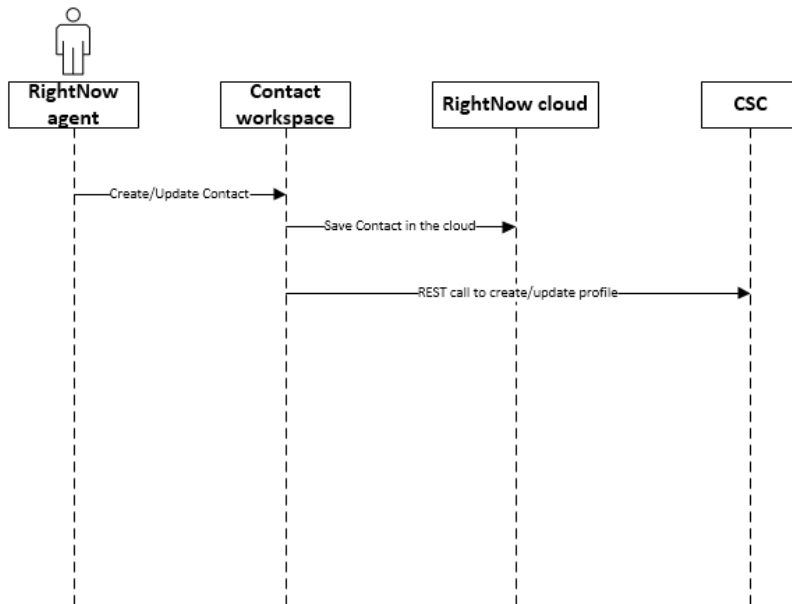 RightNow
agent
Contact
workspace
RightNow cloud
CSC
Create/Update Contact
Save Contact in the cloud
REST call to create/update profile